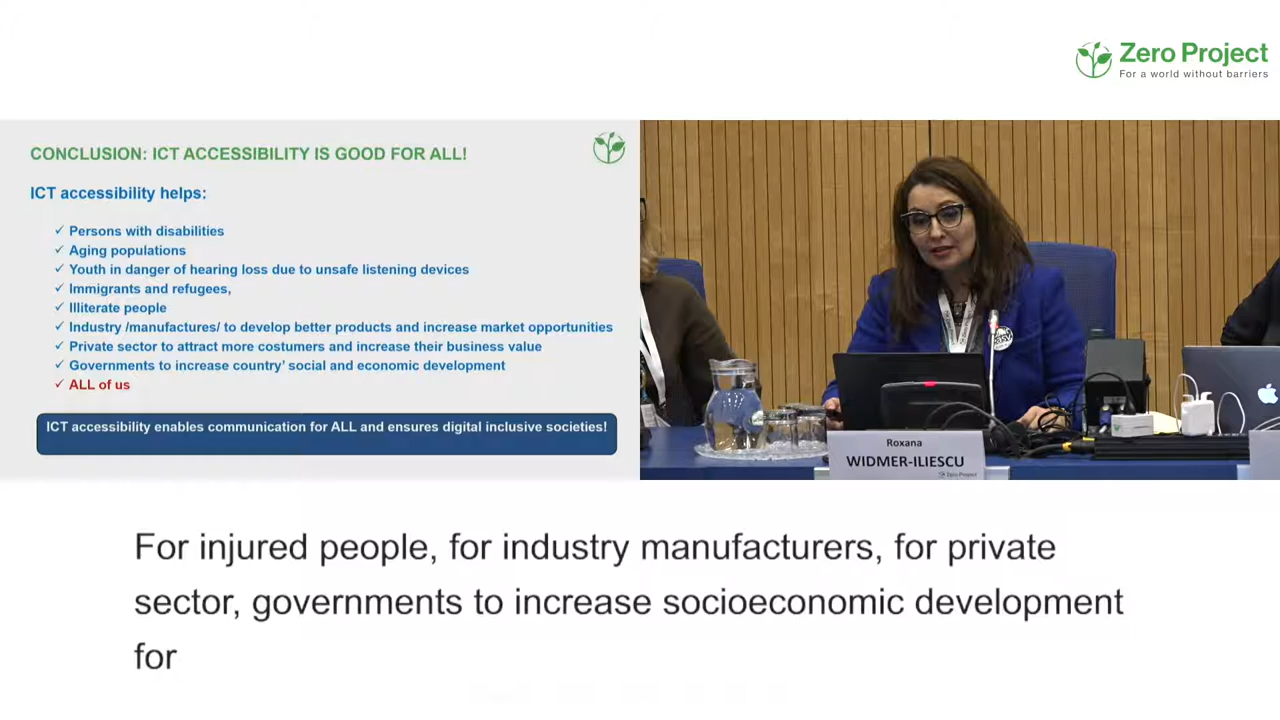 Zero Project
For a world without barriers
CONCLUSION: ICT ACCESSIBILITY IS GOOD FOR ALL!
ICT accessibility helps:
✓ Persons with disabilities
✓ Aging populations
✓ Youth in danger of hearing loss due to unsafe listening devices
✓ Immigrants and refugees,
✓ Illiterate people
✓ Industry /manufactures/ to develop better products and increase market opportunities
✓ Private sector to attract more costumers and increase their business value
✓ Governments to increase country' social and economic development
✓ ALL of us
ICT accessibility enables communication for ALL and ensures digital inclusive societies!
Roxana
WIDMER-ILIESCU
Zero Project
For injured people, for industry manufacturers, for private
sector, governments to increase socioeconomic development
for